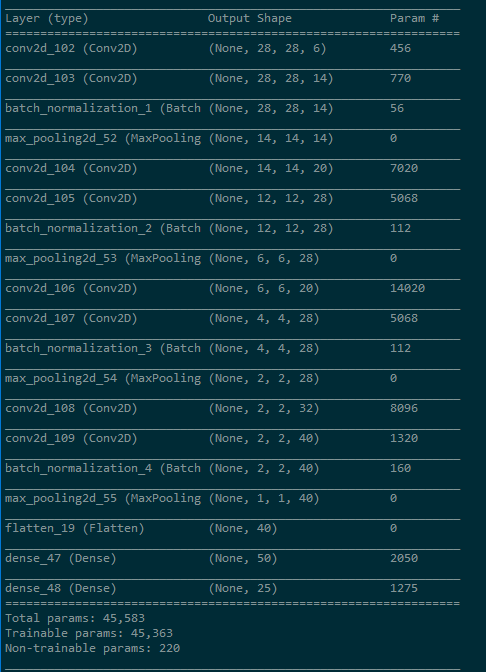 Layer (type) Output Shape Param #
conv2d_102 (Conv2D) (None, 28, 28, 6) 456
conv2d_103 (Conv2D) (None, 28, 28, 14) 770
batch_normalization_1 (Batch (None, 28, 28, 14) 56
max_pooling2d_52 (MaxPooling (None, 14, 14, 14) 0
conv2d_104 (Conv2D) (None, 14, 14, 20) 7020
conv2d_105 (Conv2D) (None, 12, 12, 28) 5068
batch_normalization_2 (Batch (None, 12, 12, 28) 112
max_pooling2d_53 (MaxPooling (None, 6, 6, 28) 0
conv2d_106 (Conv2D) (None, 6, 6, 20) 14020
conv2d_107 (Conv2D) (None, 4, 4, 28) 5068
batch_normalization_3 (Batch (None, 4, 4, 28) 112
max_pooling2d_54 (MaxPooling (None, 2, 2, 28) 0
conv2d_108 (Conv2D) (None, 2, 2, 32) 8096
conv2d_109 (Conv2D) (None, 2, 2, 40) 1320
batch_normalization_4 (Batch (None, 2, 2, 40) 160
max_pooling2d_55 (MaxPooling (None, 1, 1, 40) 0
flatten_19 (Flatten) (None, 40) 0
dense_47 (Dense) (None, 50) 2050
dense_48 (Dense) (None, 25) 1275
Total params: 45,583
Trainable params: 45,363
Non-trainable params: 220